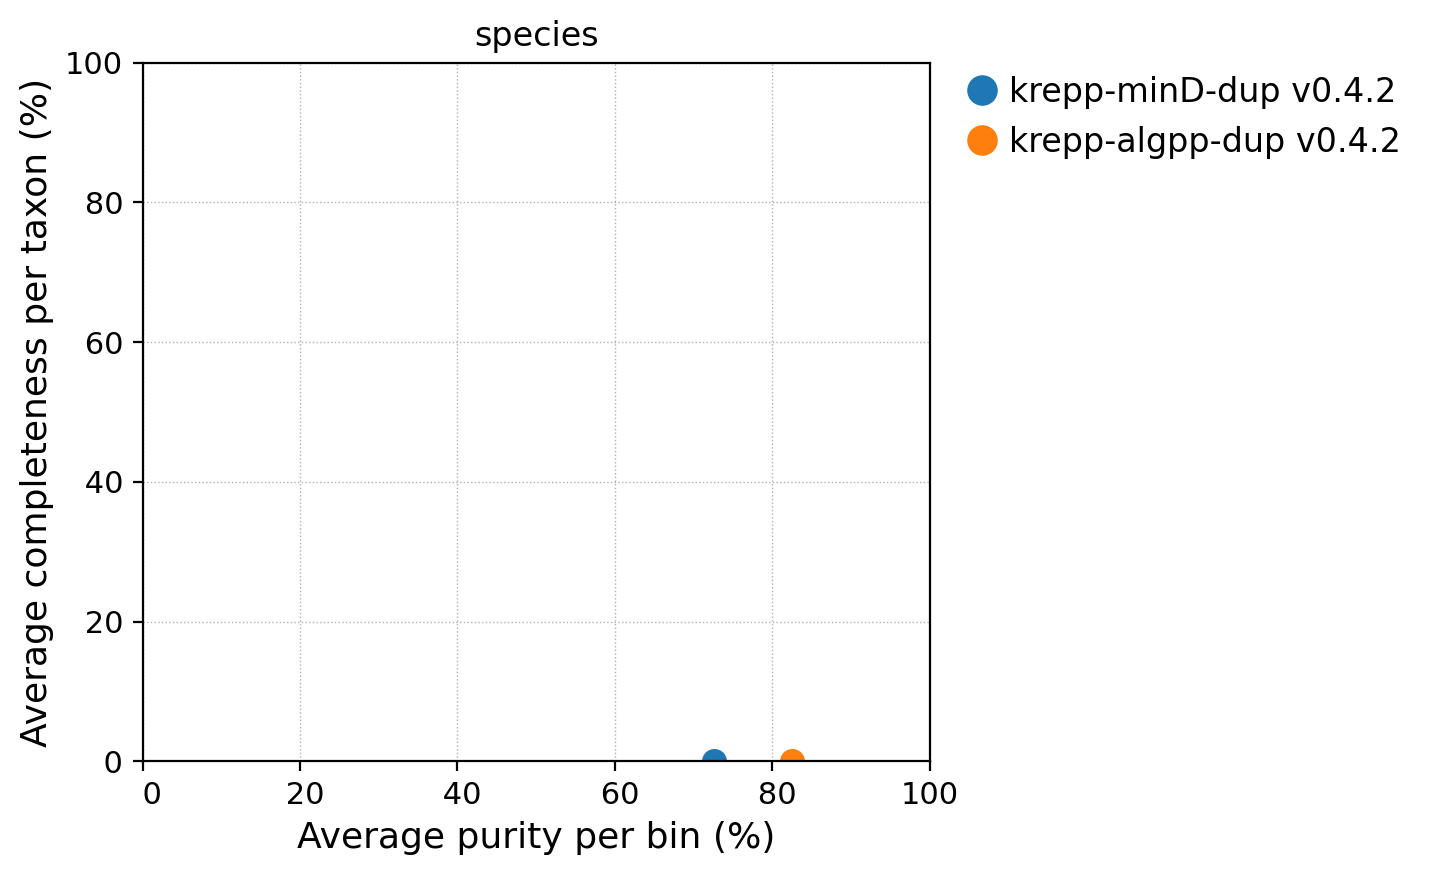 species
100
80
60
40
20
0
Average completeness per taxon (%)
0 20 40 60 80 100
Average purity per bin (%)
krepp-minD-dup v0.4.2
krepp-algpp-dup v0.4.2